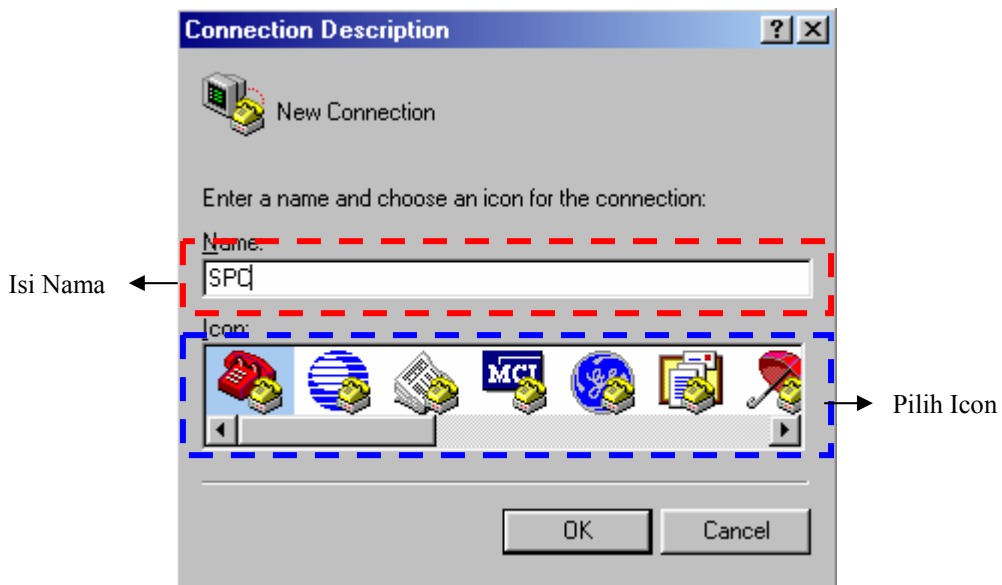 Connection Description
New Connection
Enter a name and choose an icon for the connection:
Name:
Isi Nama
SPC
Icon:
MCI
Pilih Icon
OK Cancel